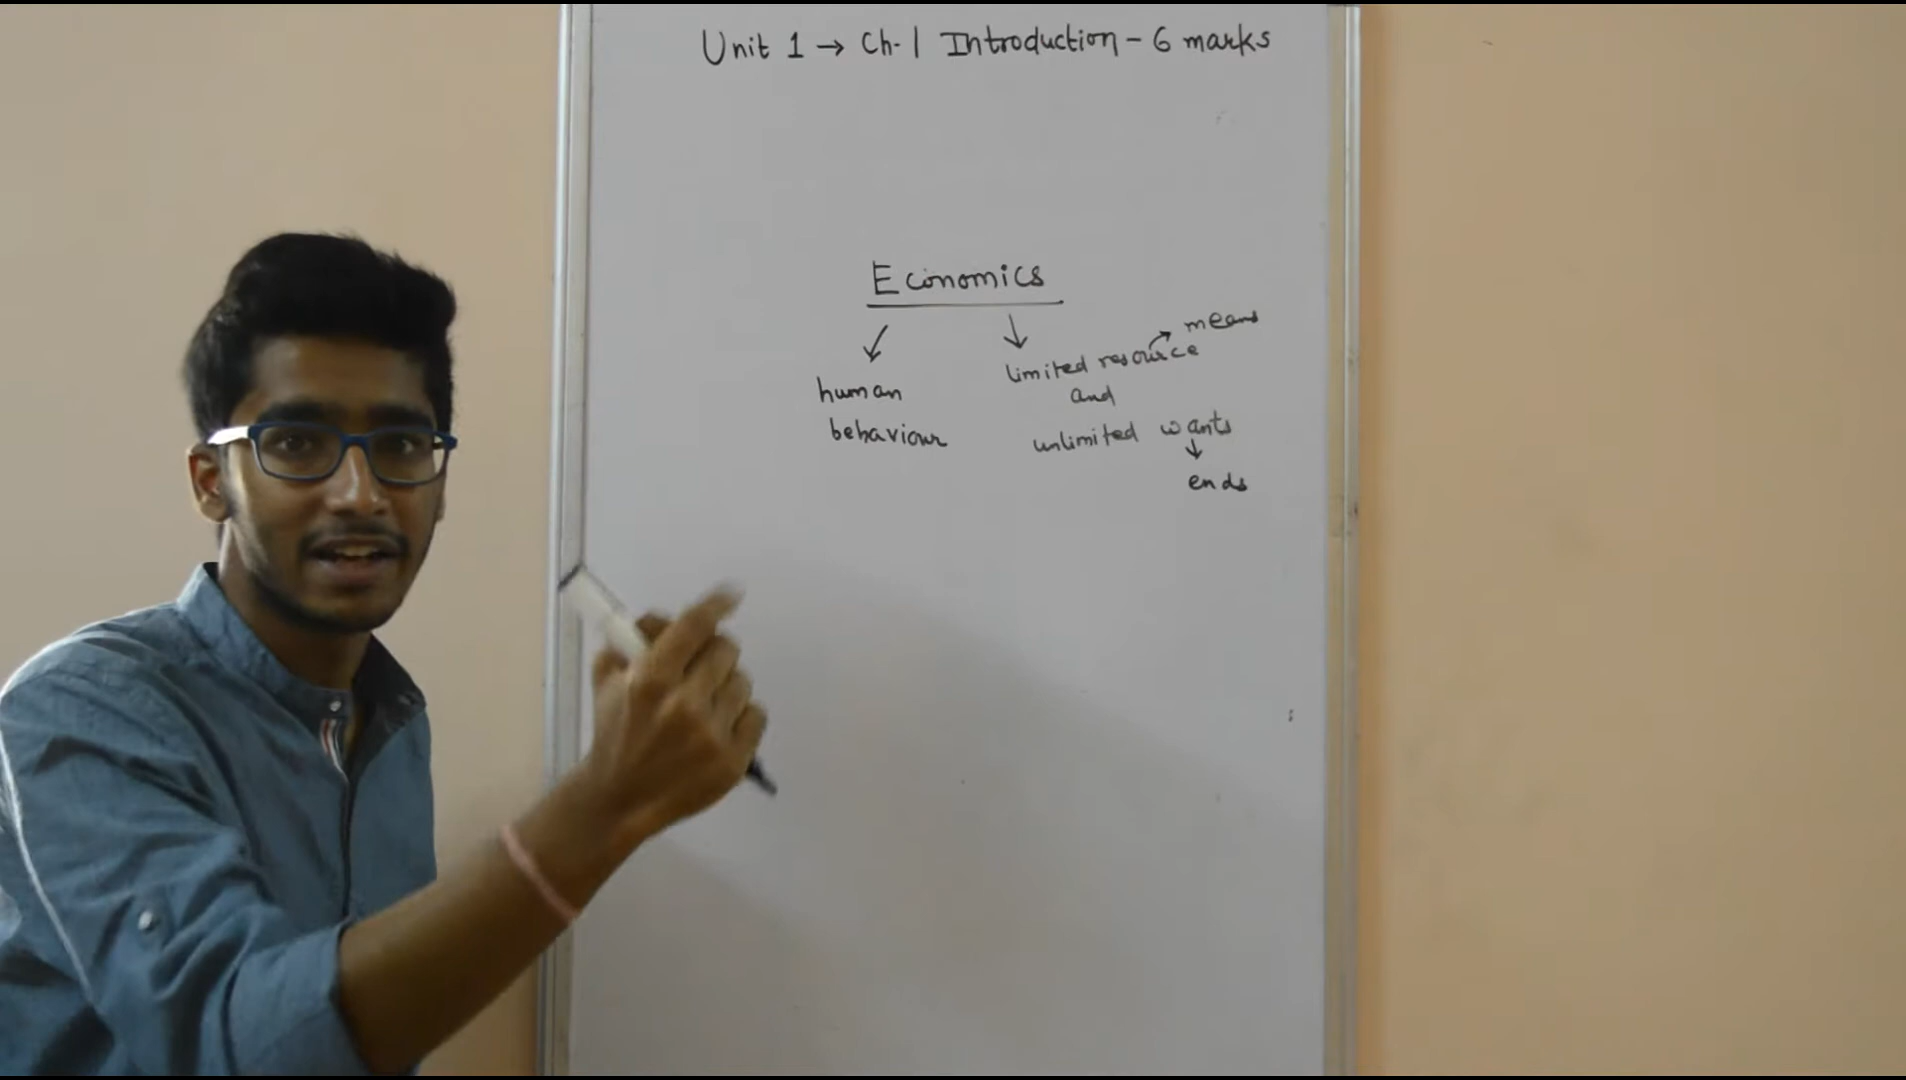 Unit 1 → Ch-1 Introduction - 6 marks
Economics
human
behaviour
means
limited resource
and
unlimited wants
ends